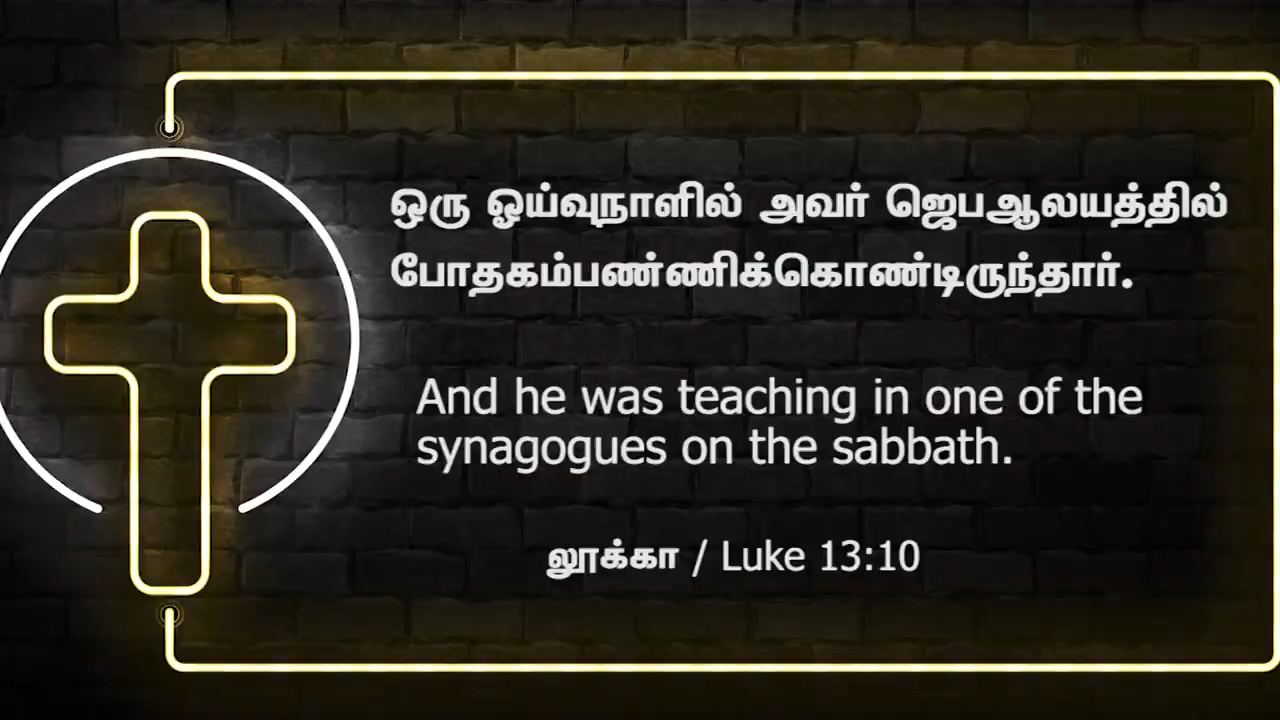 ஒரு ஓய்வுநாளில் அவர் ஜெபஆலயத்தில்
போதகம்பண்ணிக்கொண்டிருந்தார்.
And he was teaching in one of the
synagogues on the sabbath.
லூக்கா / Luke 13:10